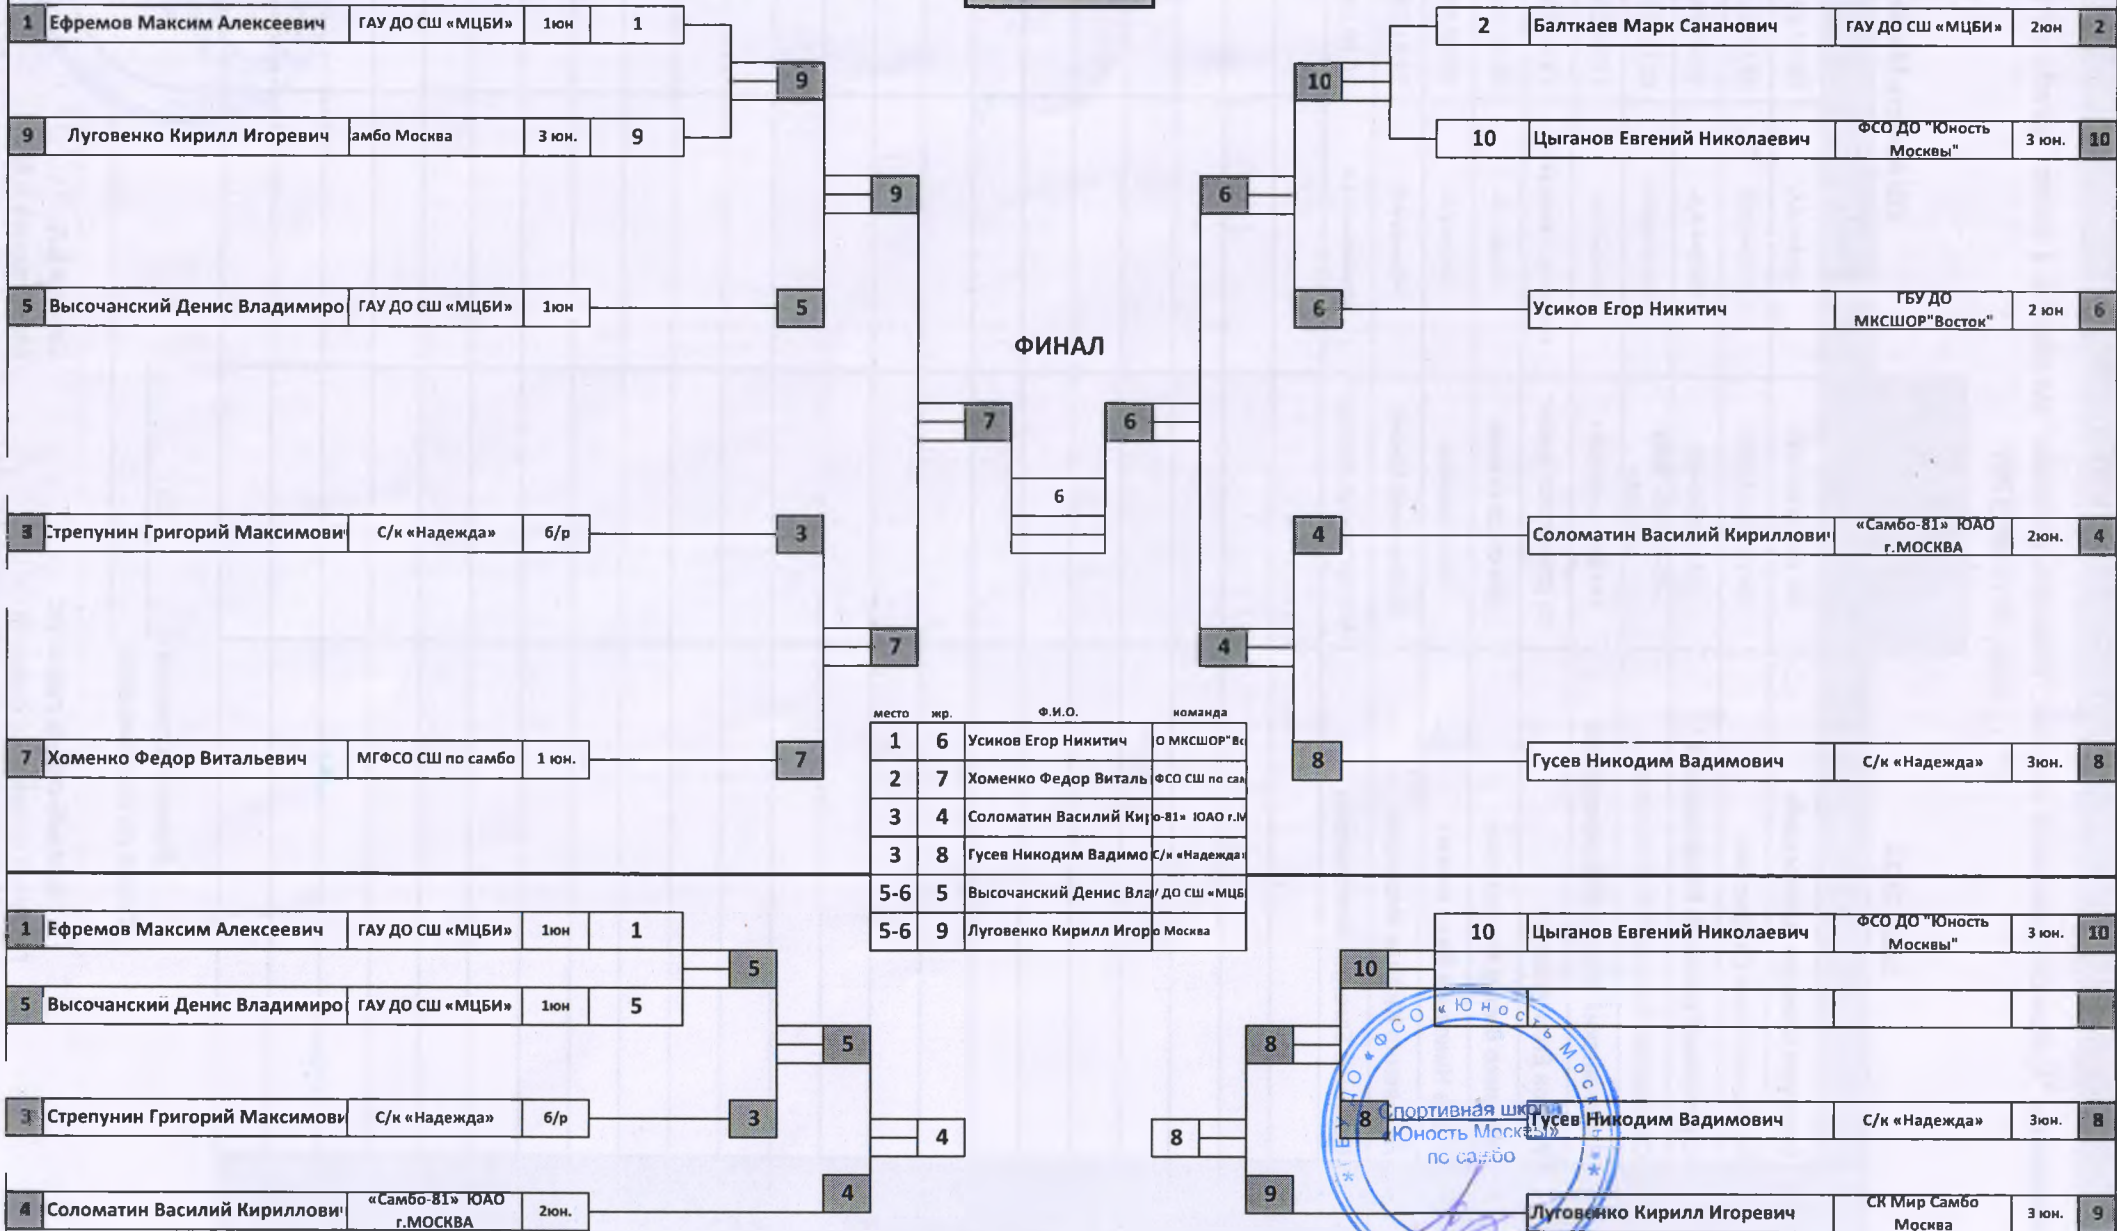 1 Ефремов Максим Алексеевич ГАУ ДО СШ «МЦБИ» 1юн 1
9
9 Луговенко Кирилл Игоревич амбо Москва 3 юн. 9
9
5 Высочанский Денис Владимиро ГАУ ДО СШ «МЦБИ» 1юн 5
3 Стрепунин Григорий Максимови С/к «Надежда» б/р 3
7
7 Хоменко Федор Витальевич МГФСО СШ по самбо 1 юн. 7
ФИНАЛ
7 6
6
2 Балткаев Марк Сананович ГАУ ДО СШ «МЦБИ» 2юн 2
10
10 Цыганов Евгений Николаевич ФСО ДО "Юность Москвы" 3 юн. 10
6
6 Усиков Егор Никитич ГБУ ДО МКСШОР"Восток" 2 юн 6
4 Соломатин Василий Кириллович «Самбо-81» ЮАО г.МОСКВА 2юн. 4
4
8 Гусев Никодим Вадимович С/к «Надежда» 3юн. 8
место жр. Ф.И.О. команда
1 6 Усиков Егор Никитич О МКСШОР"Вс
2 7 Хоменко Федор Виталь ФСО СШ по сам
3 4 Соломатин Василий Кир о-81» ЮАО г.М
3 8 Гусев Никодим Вадимо С/к «Надежда»
5-6 5 Высочанский Денис Вла У ДО СШ «МЦБ
5-6 9 Луговенко Кирилл Игор о Москва
1 Ефремов Максим Алексеевич ГАУ ДО СШ «МЦБИ» 1юн 1
5
5 Высочанский Денис Владимиро ГАУ ДО СШ «МЦБИ» 1юн 5
5
3 Стрепунин Григорий Максимови С/к «Надежда» б/р 3
4
4 Соломатин Василий Кириллович «Самбо-81» ЮАО г.МОСКВА 2юн. 4
10 Цыганов Евгений Николаевич ФСО ДО "Юность Москвы" 3 юн. 10
10
8
8 Гусев Никодим Вадимович С/к «Надежда» 3юн. 8
8
9 Луговенко Кирилл Игоревич СК Мир Самбо Москва 3 юн. 9
ДО «ФСО «Юность Москвы»
Спортивная школа
«Юность Москвы»
по самбо